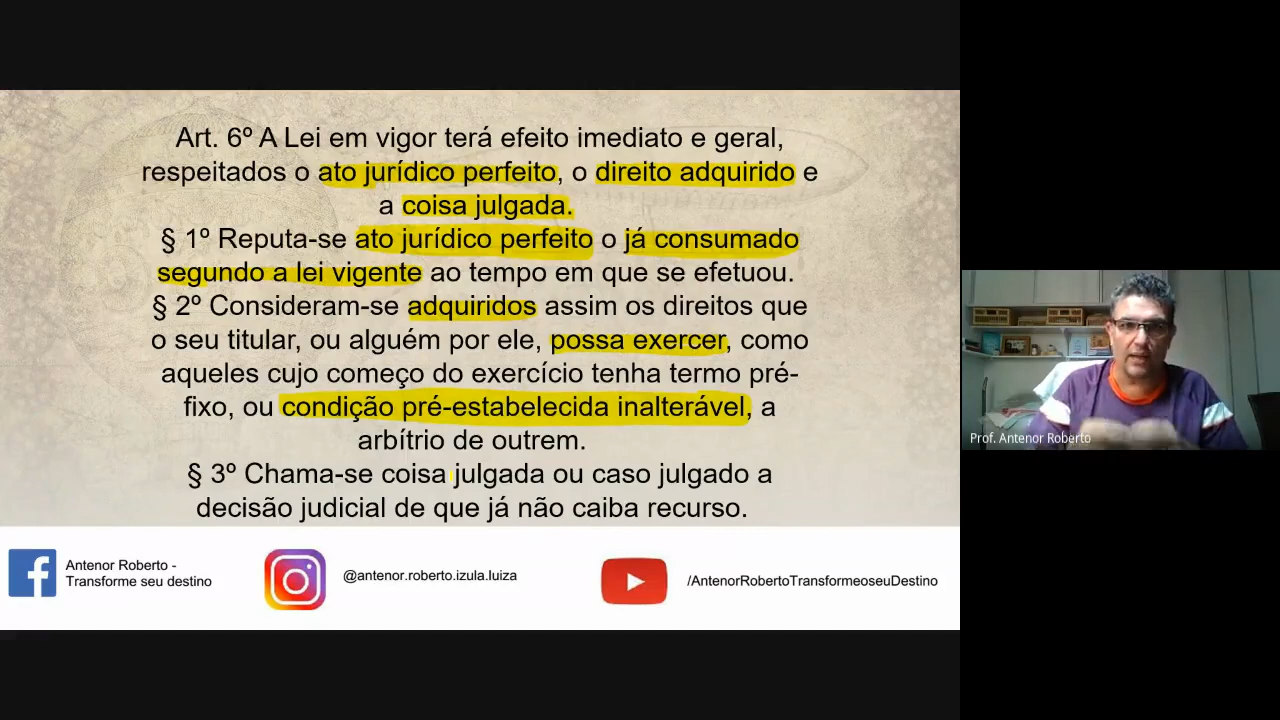 Art. 6º A Lei em vigor terá efeito imediato e geral,
respeitados o ato jurídico perfeito, o direito adquirido e
a coisa julgada.
§ 1º Reputa-se ato jurídico perfeito o já consumado
segundo a lei vigente ao tempo em que se efetuou.
§ 2º Consideram-se adquiridos assim os direitos que
o seu titular, ou alguém por ele, possa exercer, como
aqueles cujo começo do exercício tenha termo pré-
fixo, ou condição pré-estabelecida inalterável, a
arbítrio de outrem.
§ 3º Chama-se coisa julgada ou caso julgado a
decisão judicial de que já não caiba recurso.
Prof. Antenor Roberto
Antenor Roberto -
Transforme seu destino
@antenor.roberto.izula.luiza
/AntenorRobertoTransformeoseuDestino